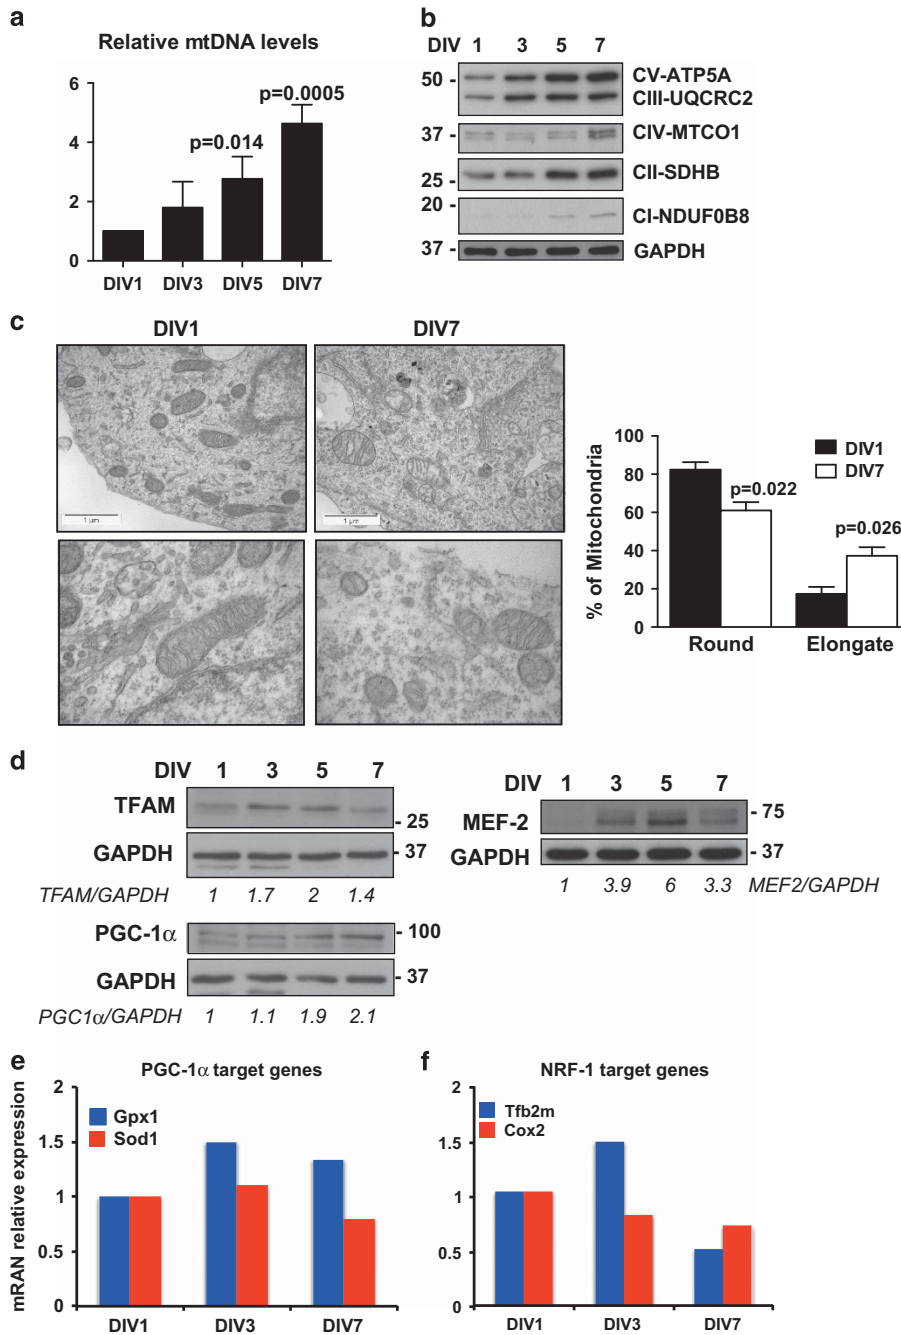 a
Relative mtDNA levels
6
4
2
0
p=0.014
p=0.0005
DIV1 DIV3 DIV5 DIV7
b
DIV 1 3 5 7
50 - CV-ATP5A
CIII-UQCRC2
37 - CIV-MTCO1
25 - CII-SDHB
20 - CI-NDUF0B8
37 - GAPDH
c
DIV1 DIV7
1 µm
1 µm
% of Mitochondria
100
80
60
40
20
0
DIV1
DIV7
p=0.022
p=0.026
Round Elongate
d
DIV 1 3 5 7
TFAM - 25
GAPDH - 37
TFAM/GAPDH 1 1.7 2 1.4
PGC-1α - 100
GAPDH - 37
PGC1α/GAPDH 1 1.1 1.9 2.1
DIV 1 3 5 7
MEF-2 - 75
GAPDH - 37
1 3.9 6 3.3 MEF2/GAPDH
e
PGC-1α target genes
mRAN relative expression
2
1.5
1
0.5
0
Gpx1
Sod1
DIV1 DIV3 DIV7
f
NRF-1 target genes
2
1.5
1
0.5
0
Tfb2m
Cox2
DIV1 DIV3 DIV7